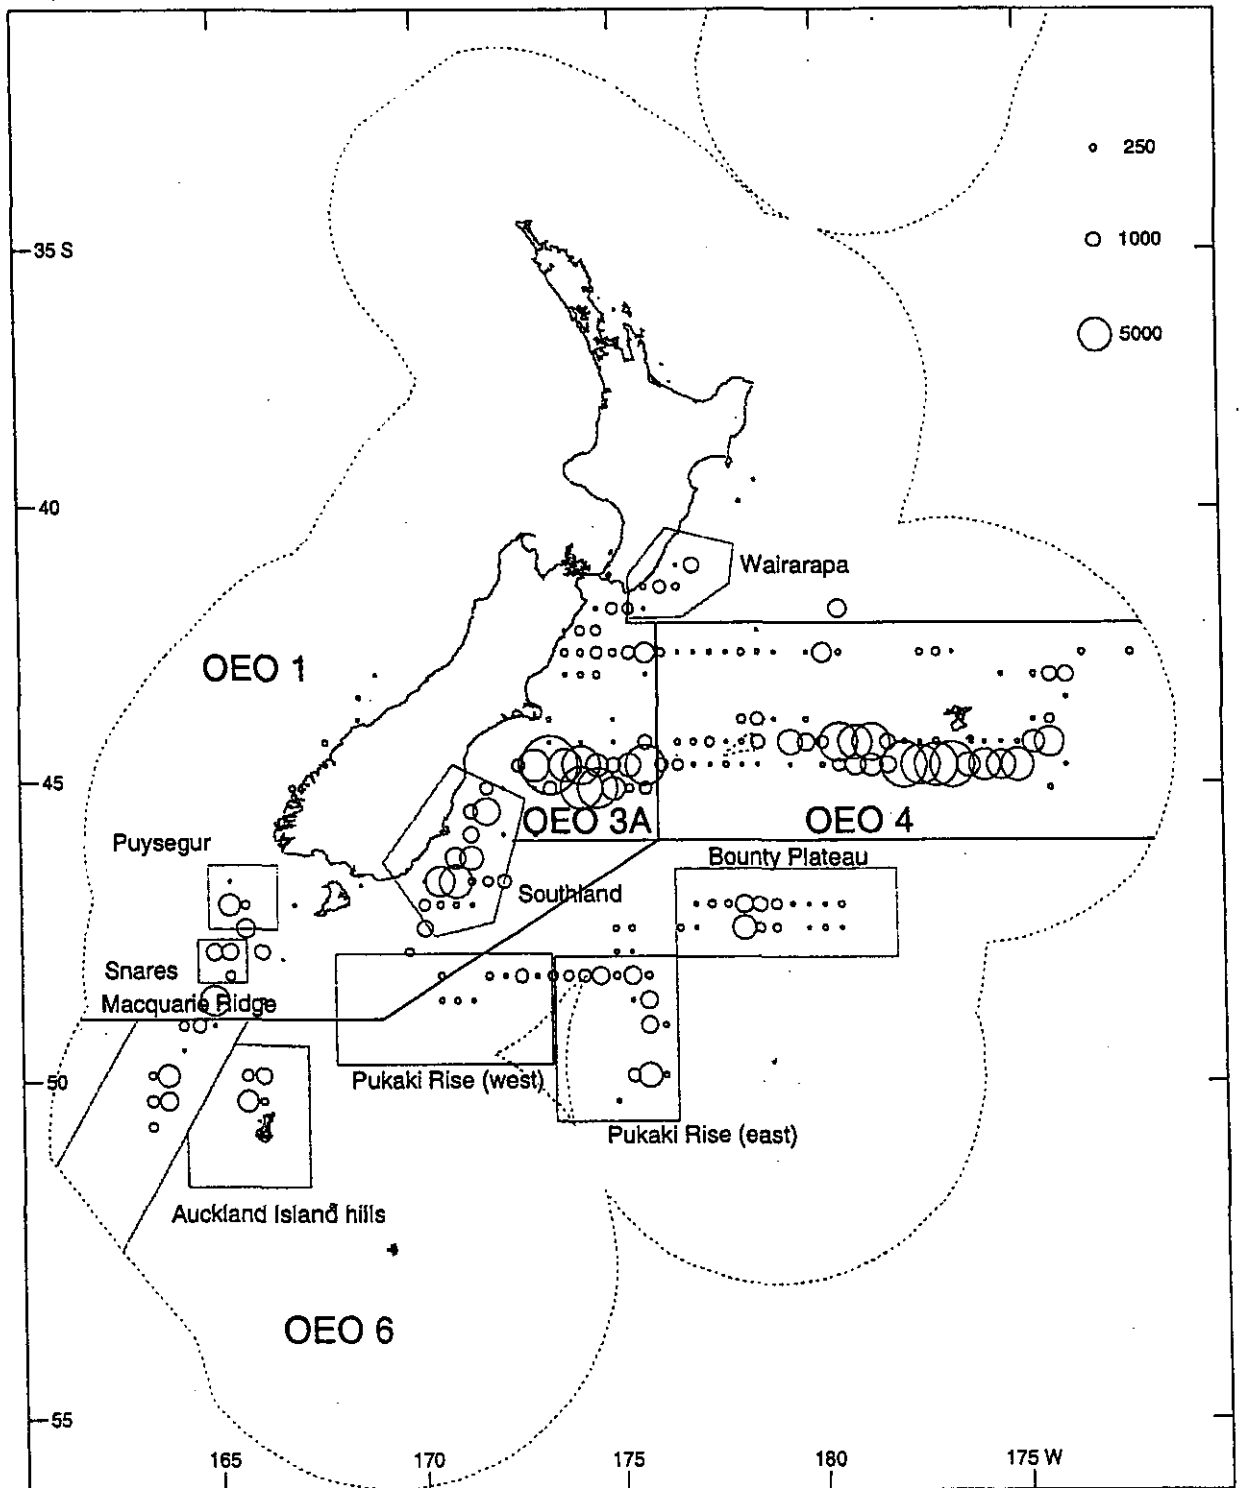 250
1000
5000
35 S
40
Wairarapa
OEO 1
45
OEO 3A
OEO 4
Puysegur
Bounty Plateau
Southland
Snares
Macquarie Ridge
50
Pukaki Rise (west)
Pukaki Rise (east)
Auckland Island hills
OEO 6
55
165
170
175
180
175 W